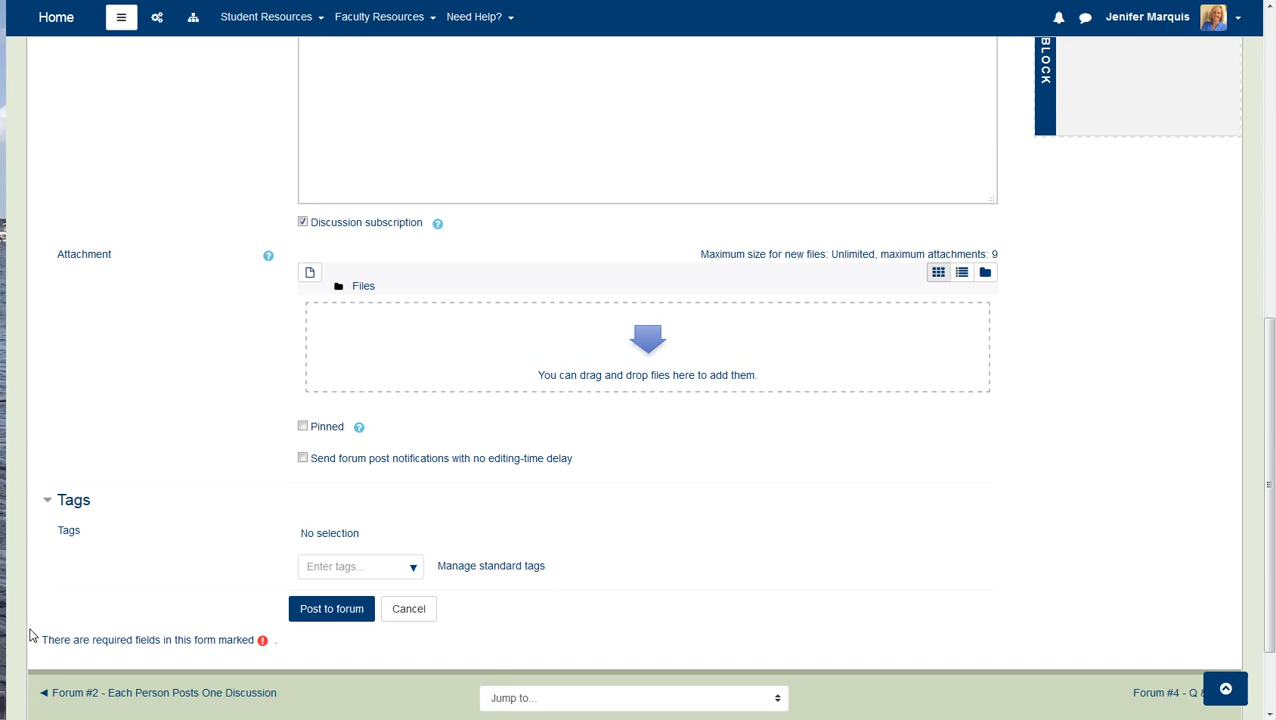 Home Student Resources Faculty Resources Need Help? Jenifer Marquis
BLOCK
Discussion subscription
Attachment Maximum size for new files: Unlimited, maximum attachments: 9
Files
You can drag and drop files here to add them.
Pinned
Send forum post notifications with no editing-time delay
Tags
Tags No selection
Enter tags... Manage standard tags
Post to forum Cancel
There are required fields in this form marked .
◄ Forum #2 - Each Person Posts One Discussion Jump to... Forum #4 - Q &